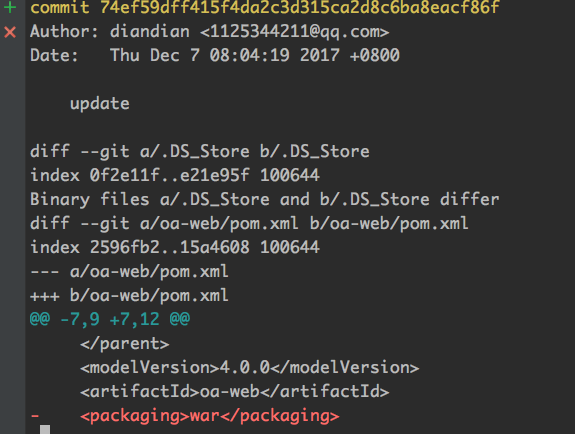 commit 74ef59dff415f4da2c3d315ca2d8c6ba8eacf86f
Author: diandian <1125344211@qq.com>
Date:   Thu Dec 7 08:04:19 2017 +0800
    update
diff --git a/.DS_Store b/.DS_Store
index 0f2e11f..e21e95f 100644
Binary files a/.DS_Store and b/.DS_Store differ
diff --git a/oa-web/pom.xml b/oa-web/pom.xml
index 2596fb2..15a4608 100644
--- a/oa-web/pom.xml
+++ b/oa-web/pom.xml
@@ -7,9 +7,12 @@
     </parent>
     <modelVersion>4.0.0</modelVersion>
     <artifactId>oa-web</artifactId>
-    <packaging>war</packaging>